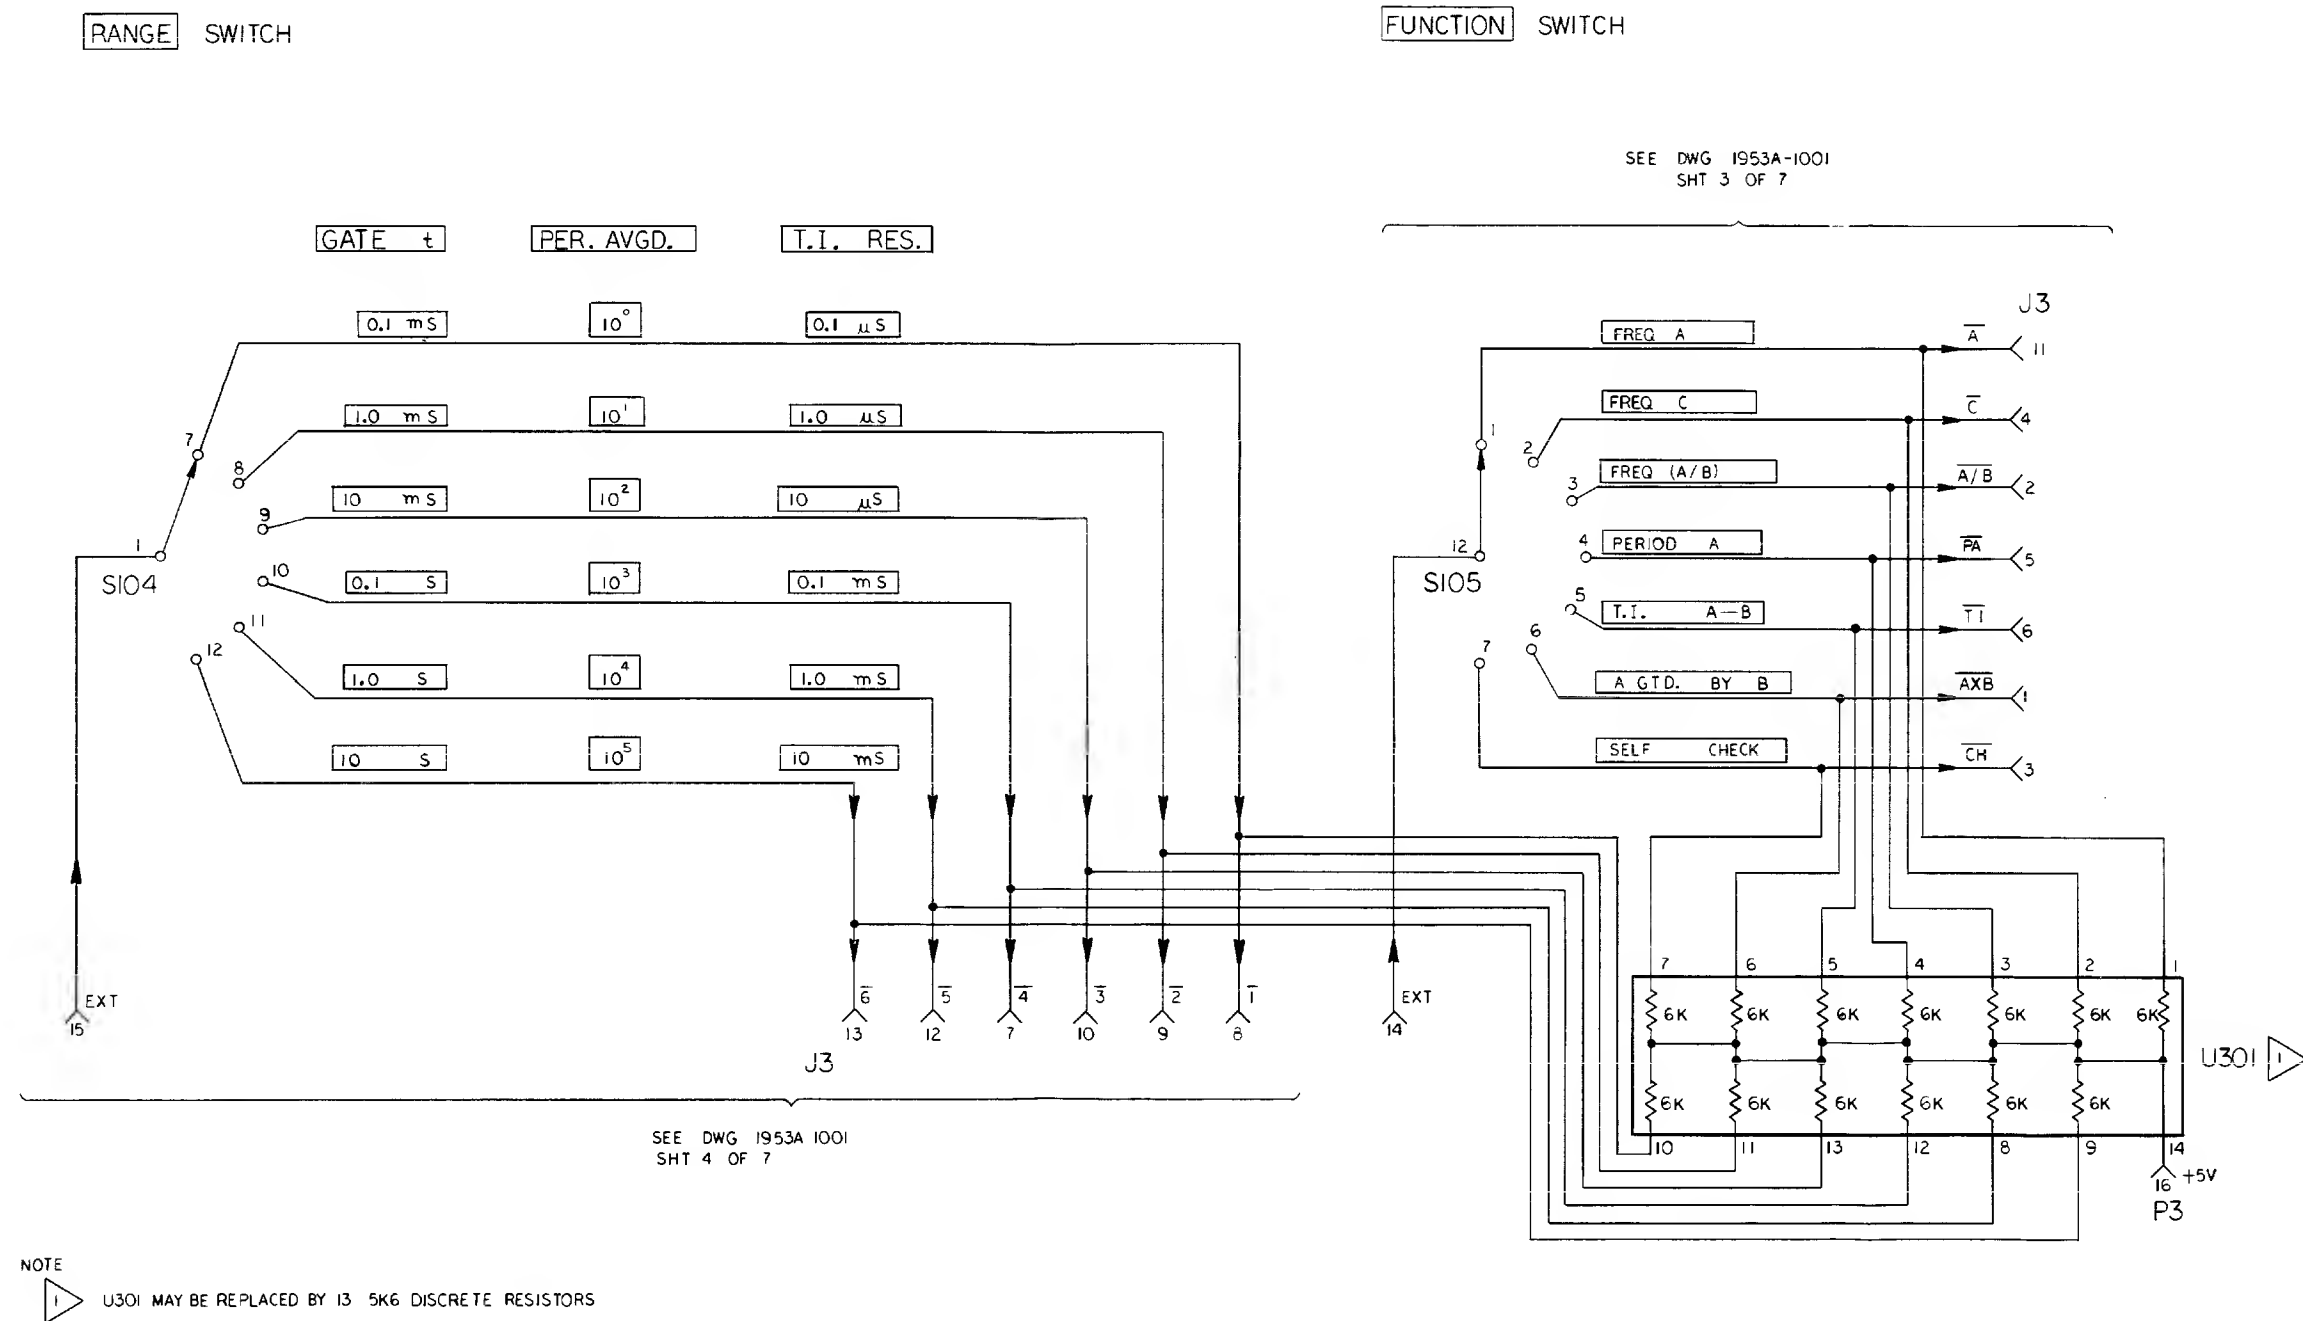 RANGE SWITCH
FUNCTION SWITCH
SEE DWG 1953A-1001
SHT 3 OF 7
GATE t PER. AVGD. T.I. RES.
0.1 mS 10⁰ 0.1 µS
1.0 mS 10¹ 1.0 µS
10 mS 10² 10 µS
0.1 S 10³ 0.1 mS
1.0 S 10⁴ 1.0 mS
10 S 10⁵ 10 mS
7
8
9
10
11
12
1
S104
EXT
15
6̅ 5̅ 4̅ 3̅ 2̅ 1̅
13 12 7 10 9 8
J3
SEE DWG 1953A 1001
SHT 4 OF 7
J3
FREQ A A̅ 11
FREQ C C̅ 4
FREQ (A/B) A̅/̅B̅ 2
PERIOD A P̅A̅ 5
T.I. A—B T̅I̅ 6
A GTD. BY B A̅X̅B̅ 1
SELF CHECK C̅H̅ 3
1
2
3
4
5
6
7
12
S105
EXT
14
7 6 5 4 3 2 1
6K 6K 6K 6K 6K 6K 6K
6K 6K 6K 6K 6K 6K
U301 1
10 11 13 12 8 9 14
16 +5V
P3
NOTE
1 U301 MAY BE REPLACED BY 13 5K6 DISCRETE RESISTORS